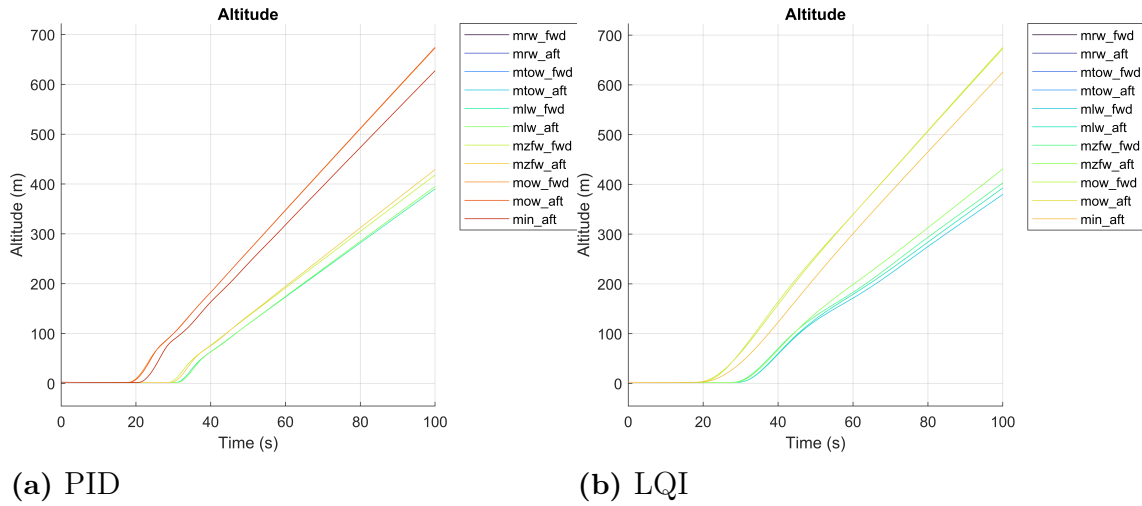 Altitude
Altitude (m)
700
600
500
400
300
200
100
0
0 20 40 60 80 100
Time (s)
mrw_fwd
mrw_aft
mtow_fwd
mtow_aft
mlw_fwd
mlw_aft
mzfw_fwd
mzfw_aft
mow_fwd
mow_aft
min_aft
(a) PID
Altitude
Altitude (m)
700
600
500
400
300
200
100
0
0 20 40 60 80 100
Time (s)
mrw_fwd
mrw_aft
mtow_fwd
mtow_aft
mlw_fwd
mlw_aft
mzfw_fwd
mzfw_aft
mow_fwd
mow_aft
min_aft
(b) LQI